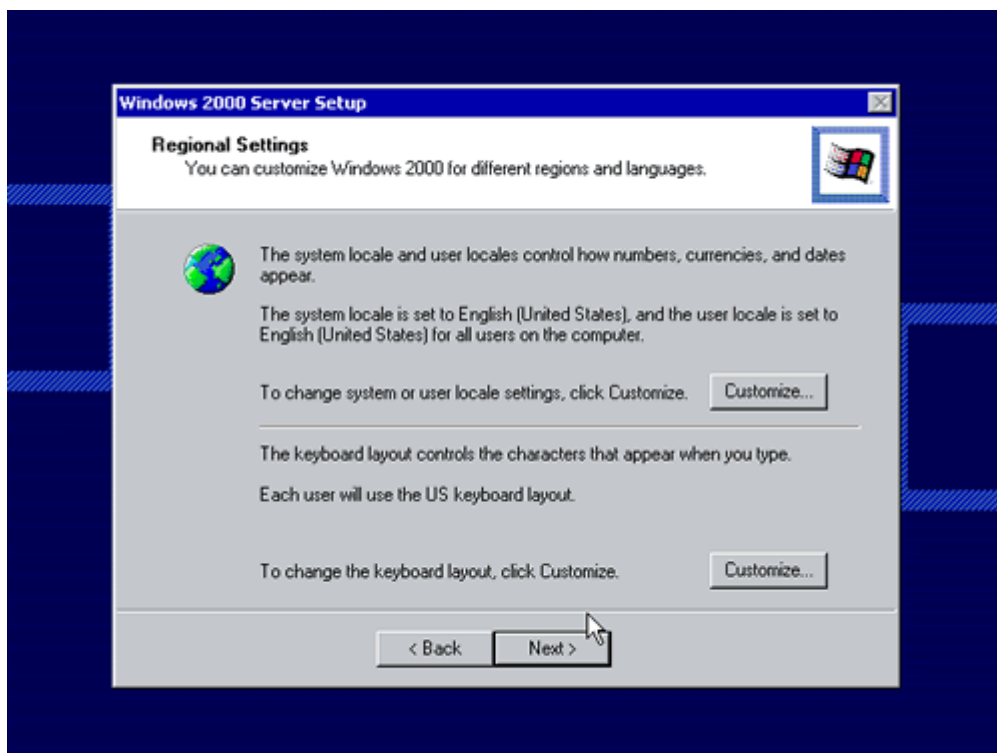 Windows 2000 Server Setup
Regional Settings
You can customize Windows 2000 for different regions and languages.
The system locale and user locales control how numbers, currencies, and dates
appear.
The system locale is set to English (United States), and the user locale is set to
English (United States) for all users on the computer.
To change system or user locale settings, click Customize.
Customize...
The keyboard layout controls the characters that appear when you type.
Each user will use the US keyboard layout.
To change the keyboard layout, click Customize.
Customize...
< Back
Next >